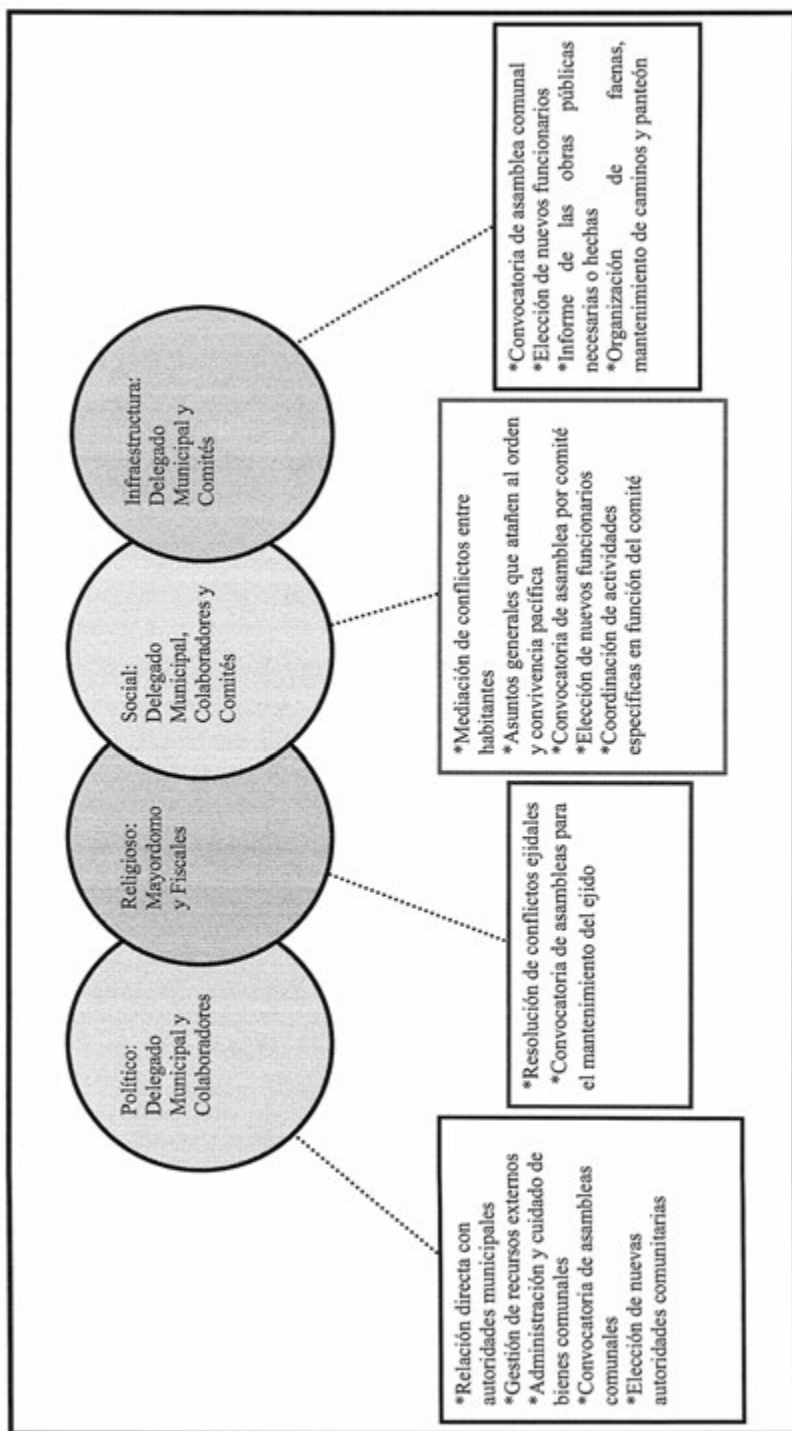 Político:
Delegado
Municipal y
Colaboradores
Religioso:
Mayordomo
y Fiscales
Social:
Delegado
Municipal,
Colaboradores y
Comités
Infraestructura:
Delegado
Municipal y
Comités
*Relación directa con
autoridades municipales
*Gestión de recursos externos
*Administración y cuidado de
bienes comunales
*Convocatoria de asambleas
comunales
*Elección de nuevas
autoridades comunitarias
*Resolución de conflictos ejidales
*Convocatoria de asambleas para
el mantenimiento del ejido
*Mediación de conflictos entre
habitantes
*Asuntos generales que atañen al orden
y convivencia pacífica
*Convocatoria de asamblea por comité
*Elección de nuevos funcionarios
*Coordinación de actividades
específicas en función del comité
*Convocatoria de asamblea comunal
*Elección de nuevos funcionarios
*Informe de las obras públicas
necesarias o hechas
*Organización de faenas,
mantenimiento de caminos y panteón